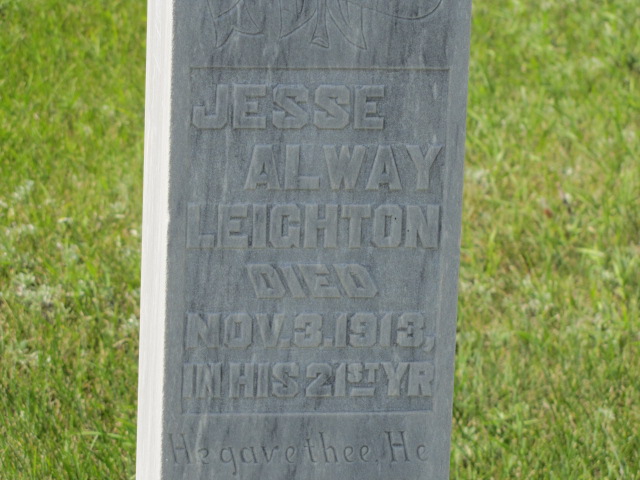 JESSE
ALWAY
LEIGHTON
DIED
NOV. 3. 1913,
IN HIS 21ST YR
He gave thee. He